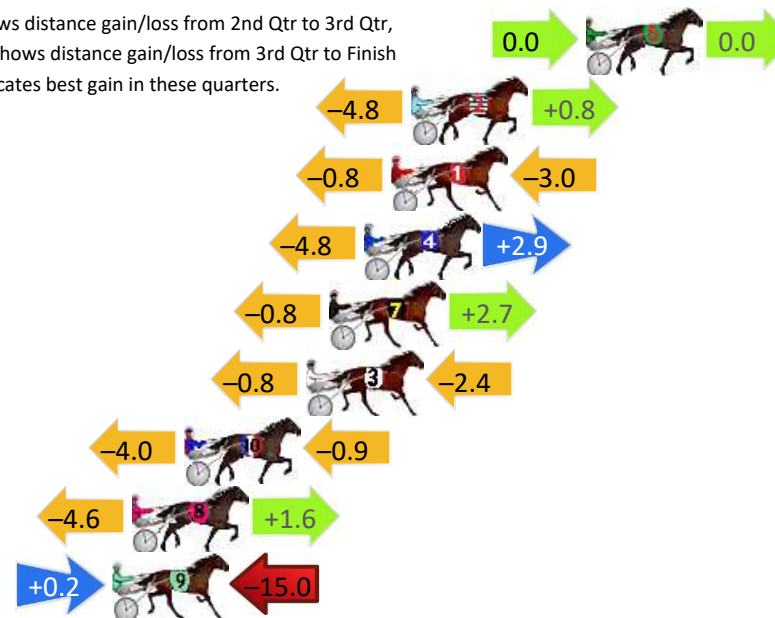 ws distance gain/loss from 2nd Qtr to 3rd Qtr,
hows distance gain/loss from 3rd Qtr to Finish
cates best gain in these quarters.
0.0 5 0.0
–4.8 2 +0.8
–0.8 1 –3.0
–4.8 4 +2.9
–0.8 7 +2.7
–0.8 3 –2.4
–4.0 10 –0.9
–4.6 8 +1.6
+0.2 9 –15.0